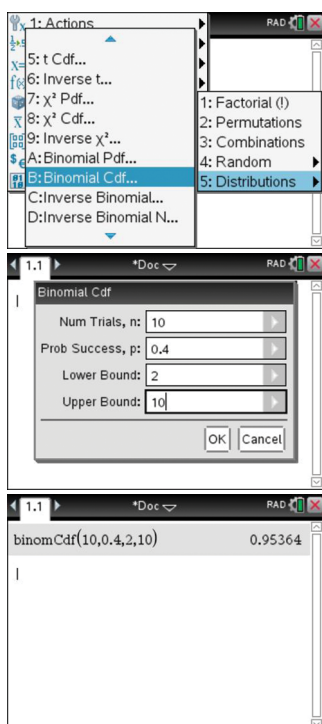 1: Actions
RAD
5: t Cdf...
6: Inverse t...
7: χ² Pdf...
8: χ² Cdf...
9: Inverse χ²...
A: Binomial Pdf...
B: Binomial Cdf...
C: Inverse Binomial...
D: Inverse Binomial N...
1: Factorial (!)
2: Permutations
3: Combinations
4: Random
5: Distributions
1.1
*Doc
RAD
Binomial Cdf
Num Trials, n: 10
Prob Success, p: 0.4
Lower Bound: 2
Upper Bound: 10
OK Cancel
1.1
*Doc
RAD
binomCdf(10,0.4,2,10) 0.95364